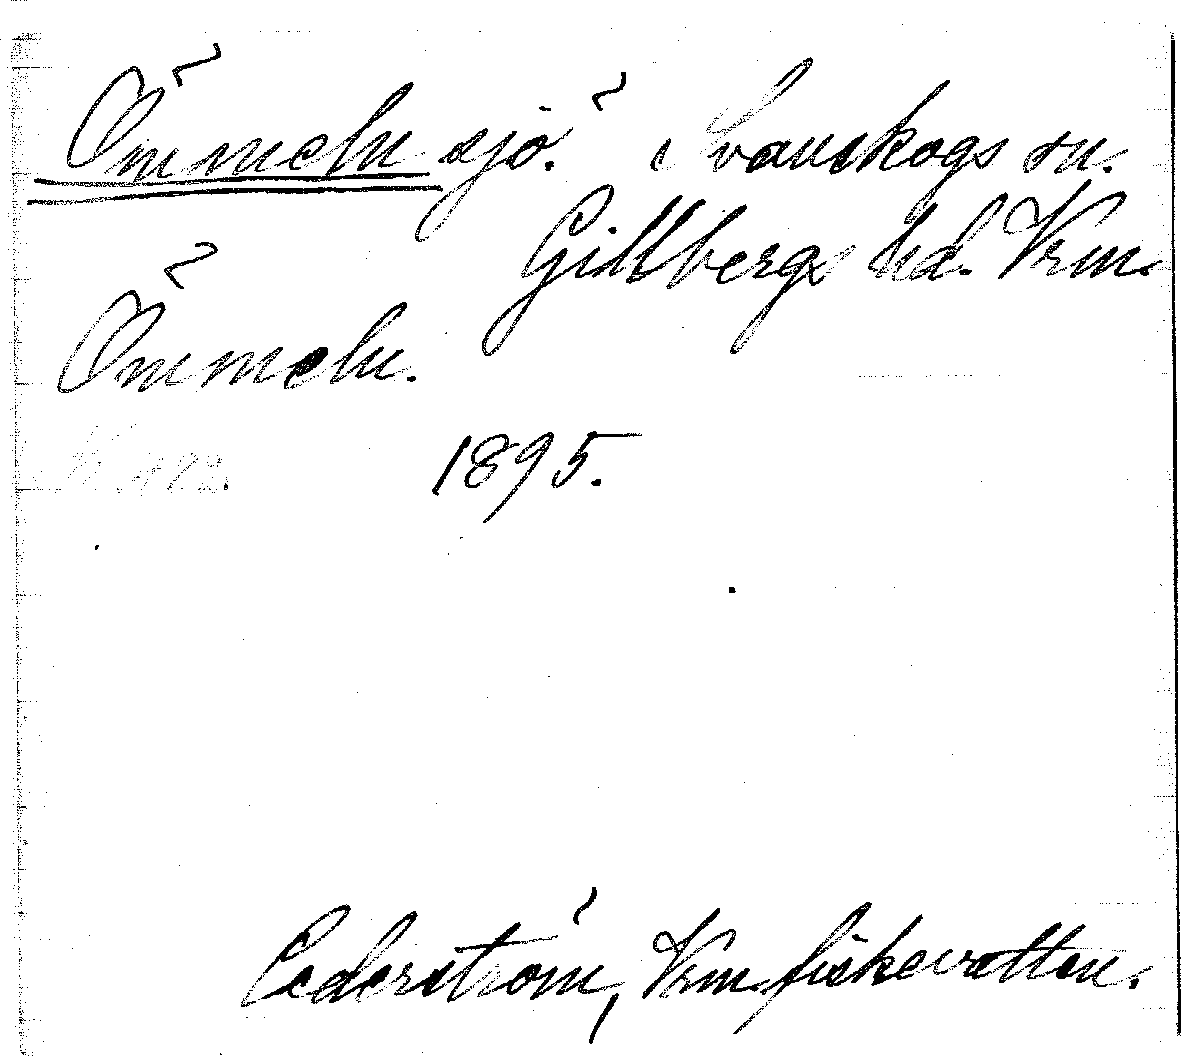 Ömmeln sjö. Svanskogs sn.
Gillbergs hd. Vrm.
Ömmeln.
1895.
Cederström, Vrm fiskevatten.